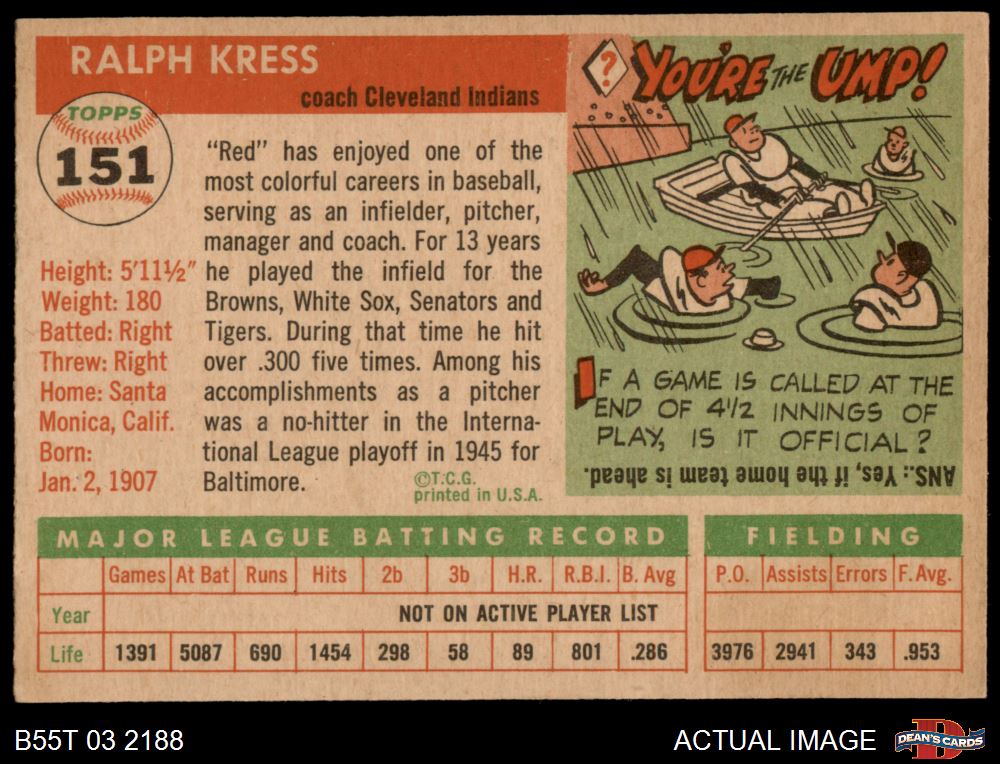 RALPH KRESS
coach Cleveland Indians
TOPPS
151
Height: 5'11½"
Weight: 180
Batted: Right
Threw: Right
Home: Santa
Monica, Calif.
Born:
Jan. 2, 1907
"Red" has enjoyed one of the
most colorful careers in baseball,
serving as an infielder, pitcher,
manager and coach. For 13 years
he played the infield for the
Browns, White Sox, Senators and
Tigers. During that time he hit
over .300 five times. Among his
accomplishments as a pitcher
was a no-hitter in the Interna-
tional League playoff in 1945 for
Baltimore.
©T.C.G.
printed in U.S.A.
? YOU'RE THE UMP!
IF A GAME IS CALLED AT THE
END OF 4 1/2 INNINGS OF
PLAY, IS IT OFFICIAL?
ANS.: Yes, if the home team is ahead.
MAJOR LEAGUE BATTING RECORD
Games At Bat Runs Hits 2b 3b H.R. R.B.I. B. Avg
Year NOT ON ACTIVE PLAYER LIST
Life 1391 5087 690 1454 298 58 89 801 .286
FIELDING
P.O. Assists Errors F. Avg.
3976 2941 343 .953
B55T 03 2188
ACTUAL IMAGE
DEAN'S CARDS